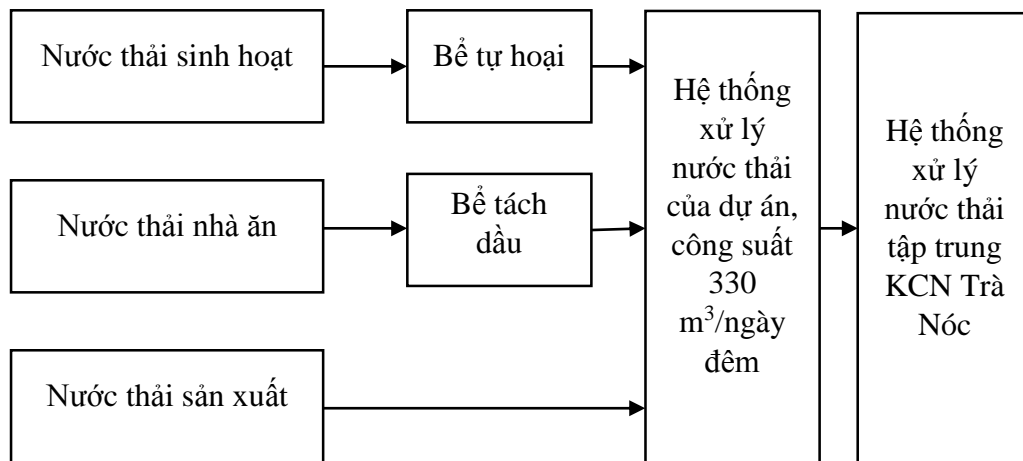 Nước thải sinh hoạt
Bể tự hoại
Nước thải nhà ăn
Bể tách
dầu
Nước thải sản xuất
Hệ thống
xử lý
nước thải
của dự án,
công suất
330
m³/ngày
đêm
Hệ thống
xử lý
nước thải
tập trung
KCN Trà
Nóc